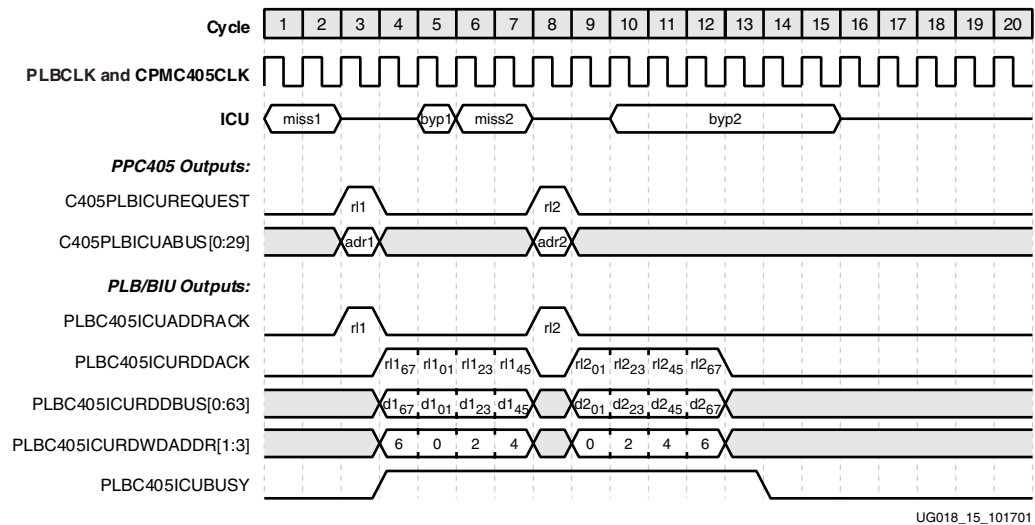 Cycle 1 2 3 4 5 6 7 8 9 10 11 12 13 14 15 16 17 18 19 20
PLBCLK and CPMC405CLK
ICU miss1 byp1 miss2 byp2
PPC405 Outputs:
C405PLBICUREQUEST rl1 rl2
C405PLBICUABUS[0:29] adr1 adr2
PLB/BIU Outputs:
PLBC405ICUADDRACK rl1 rl2
PLBC405ICURDDACK rl1₆₇ rl1₀₁ rl1₂₃ rl1₄₅ rl2₀₁ rl2₂₃ rl2₄₅ rl2₆₇
PLBC405ICURDDBUS[0:63] d1₆₇ d1₀₁ d1₂₃ d1₄₅ d2₀₁ d2₂₃ d2₄₅ d2₆₇
PLBC405ICURDWDADDR[1:3] 6 0 2 4 0 2 4 6
PLBC405ICUBUSY
UG018_15_101701